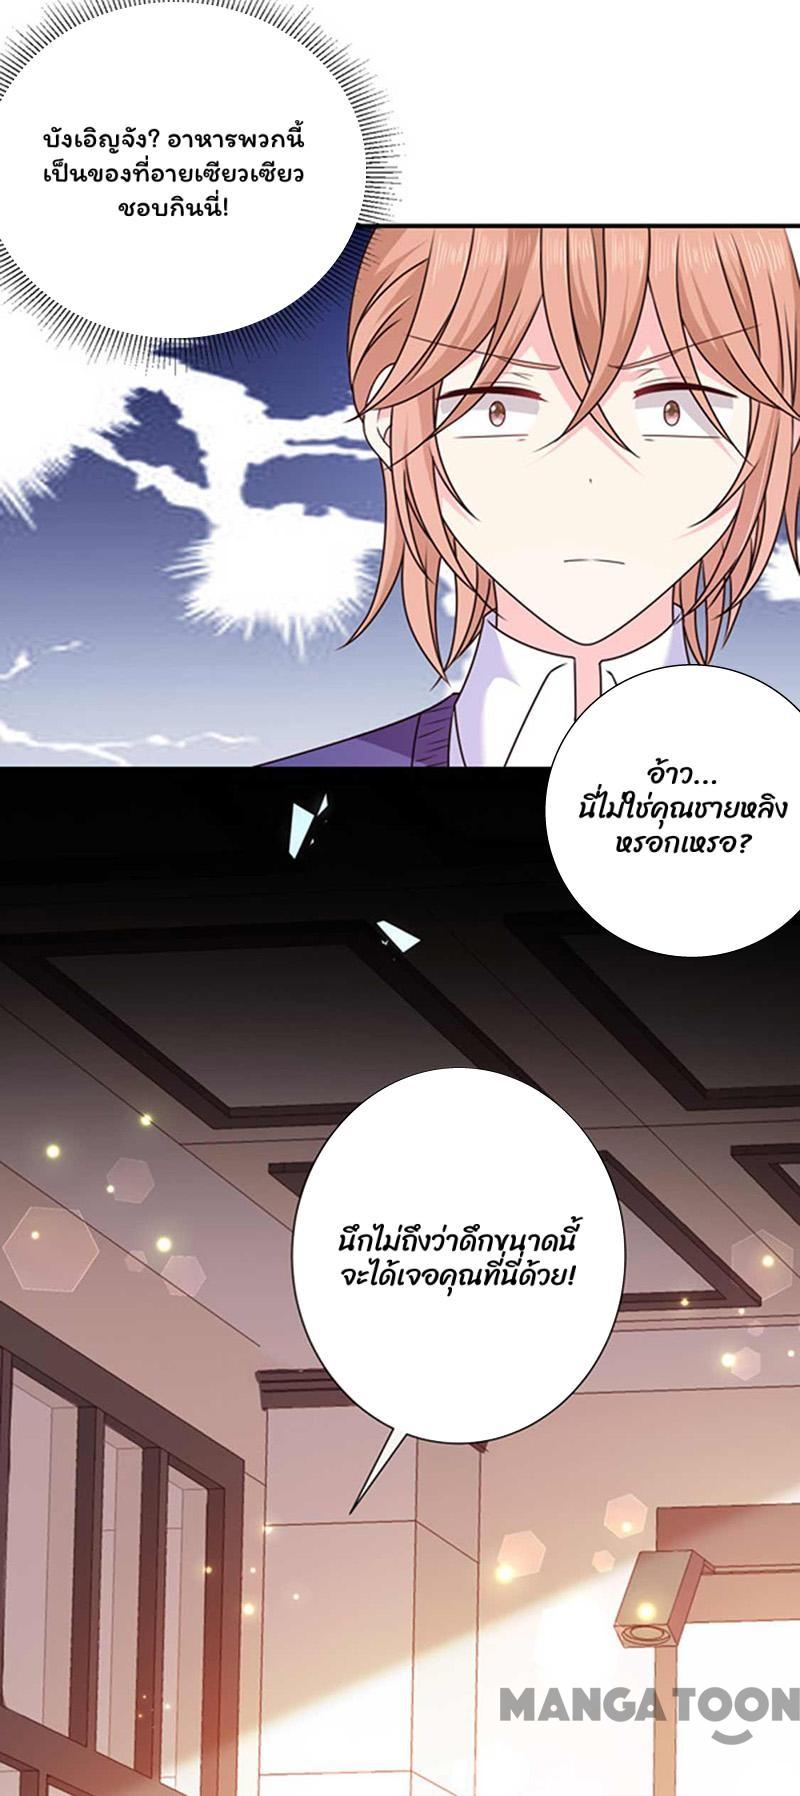 บังเอิญจัง? อาหารพวกนี้
เป็นของที่อายเซียวเซียว
ชอบกินนี่!
อ้าว...
นี่ไม่ใช่คุณชายหลิง
หรอกเหรอ?
นึกไม่ถึงว่าดึกขนาดนี้
จะได้เจอคุณที่นี่ด้วย!
MANGATOON